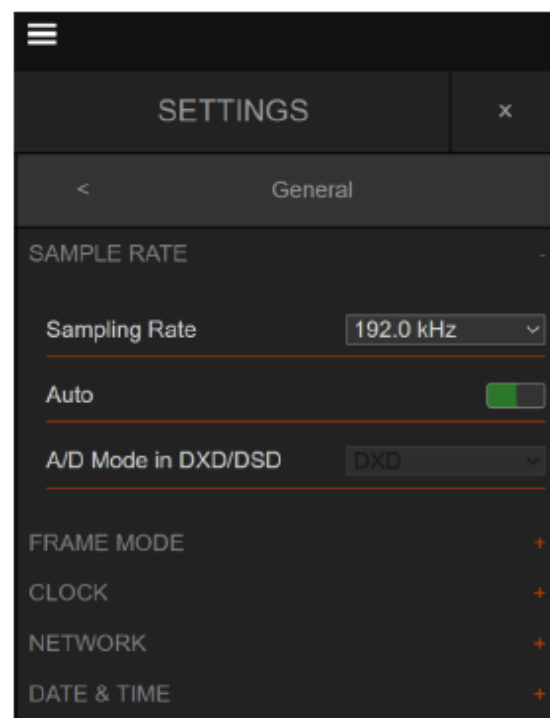 SETTINGS x
< General
SAMPLE RATE -
Sampling Rate 192.0 kHz
Auto
A/D Mode in DXD/DSD DXD
FRAME MODE +
CLOCK +
NETWORK +
DATE & TIME +